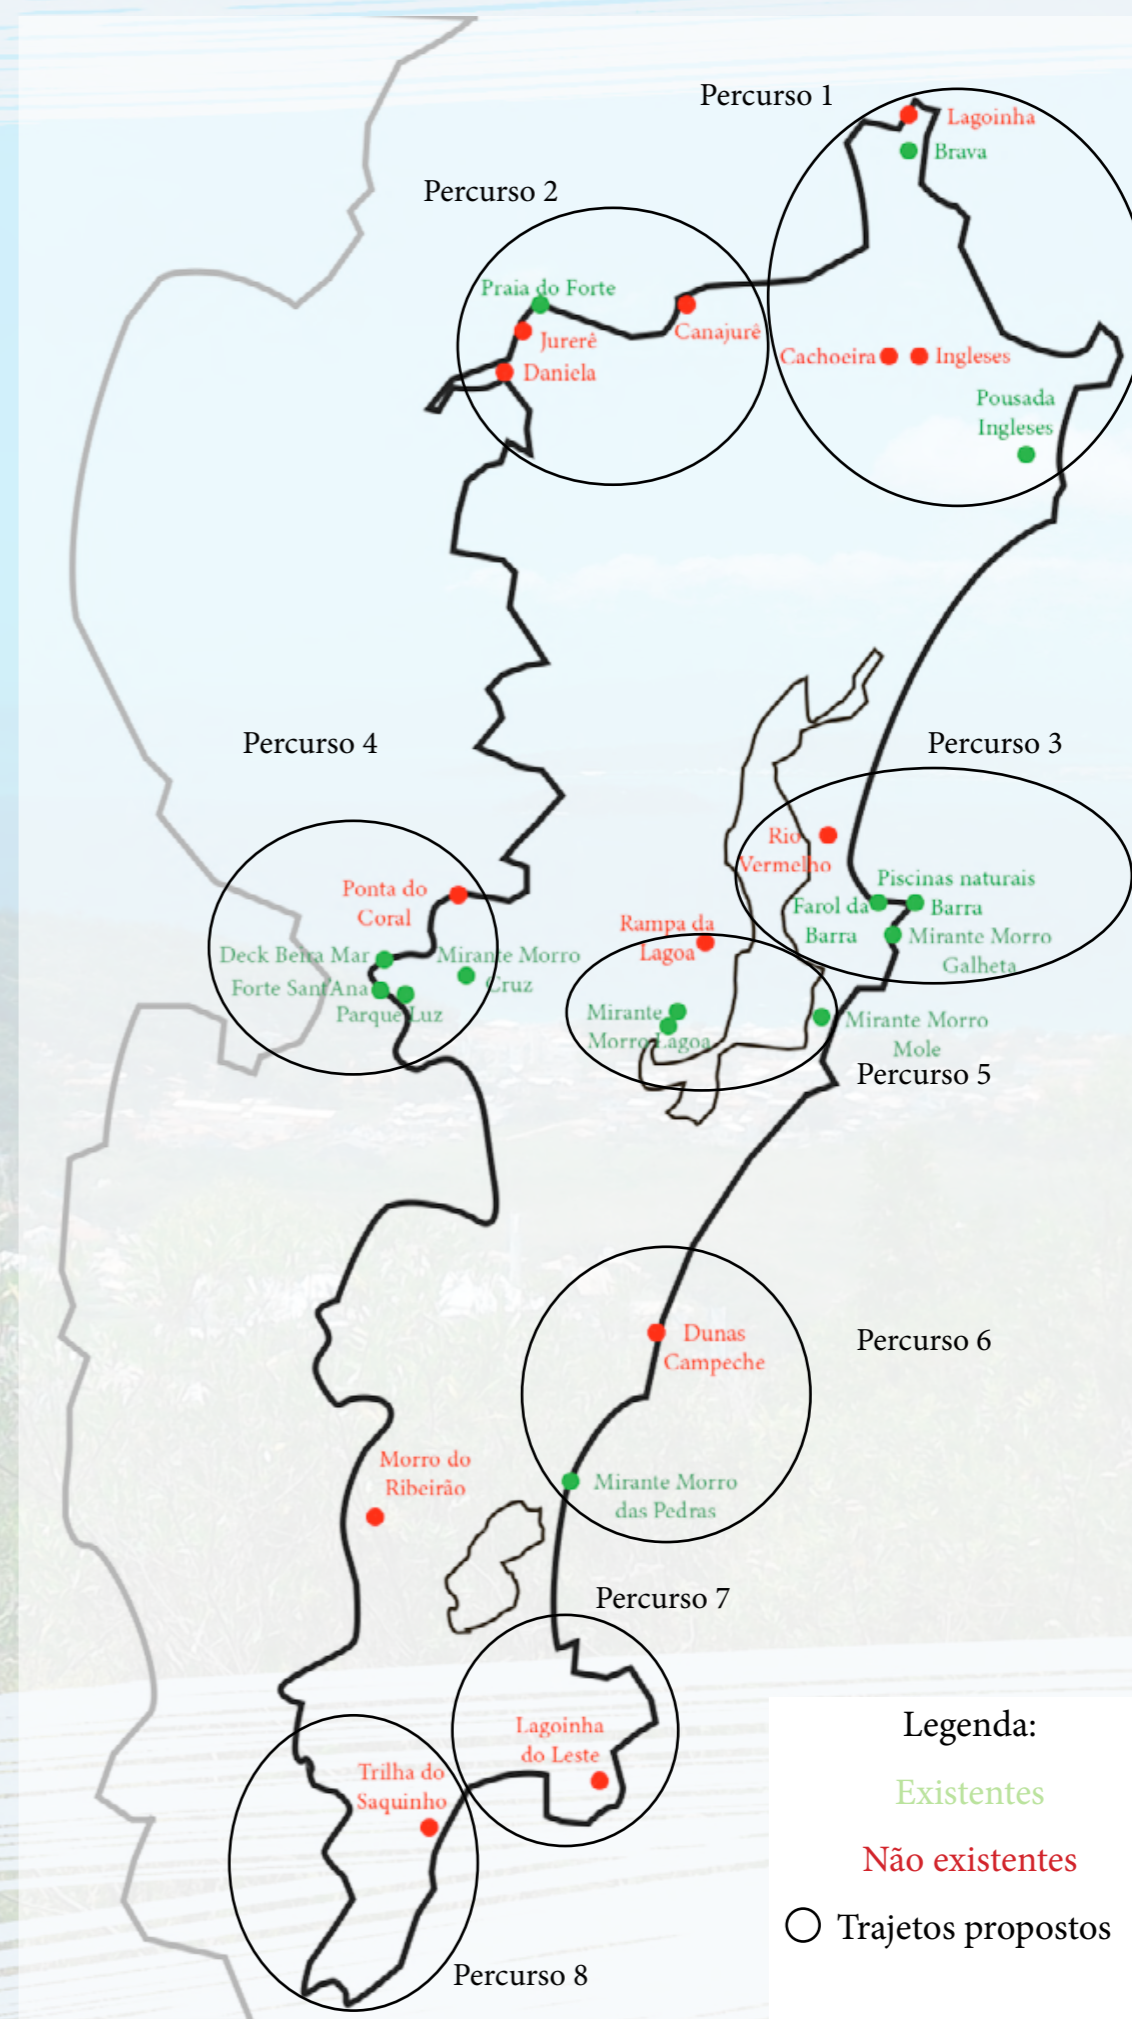 Percurso 1
Lagoinha
Brava
Percurso 2
Praia do Forte
Jurerê
Daniela
Canajurê
Cachoeira
Ingleses
Pousada
Ingleses
Percurso 4
Percurso 3
Rio
Vermelho
Piscinas naturais
Barra
Farol da
Barra
Mirante Morro
Galheta
Ponta do
Coral
Deck Beira Mar
Mirante Morro
Cruz
Forte Sant'Ana
Parque Luz
Rampa da
Lagoa
Mirante
Morro Lagoa
Mirante Morro
Mole
Percurso 5
Dunas
Campeche
Percurso 6
Morro do
Ribeirão
Mirante Morro
das Pedras
Percurso 7
Lagoinha
do Leste
Trilha do
Saquinho
Percurso 8
Legenda:
Existentes
Não existentes
Trajetos propostos